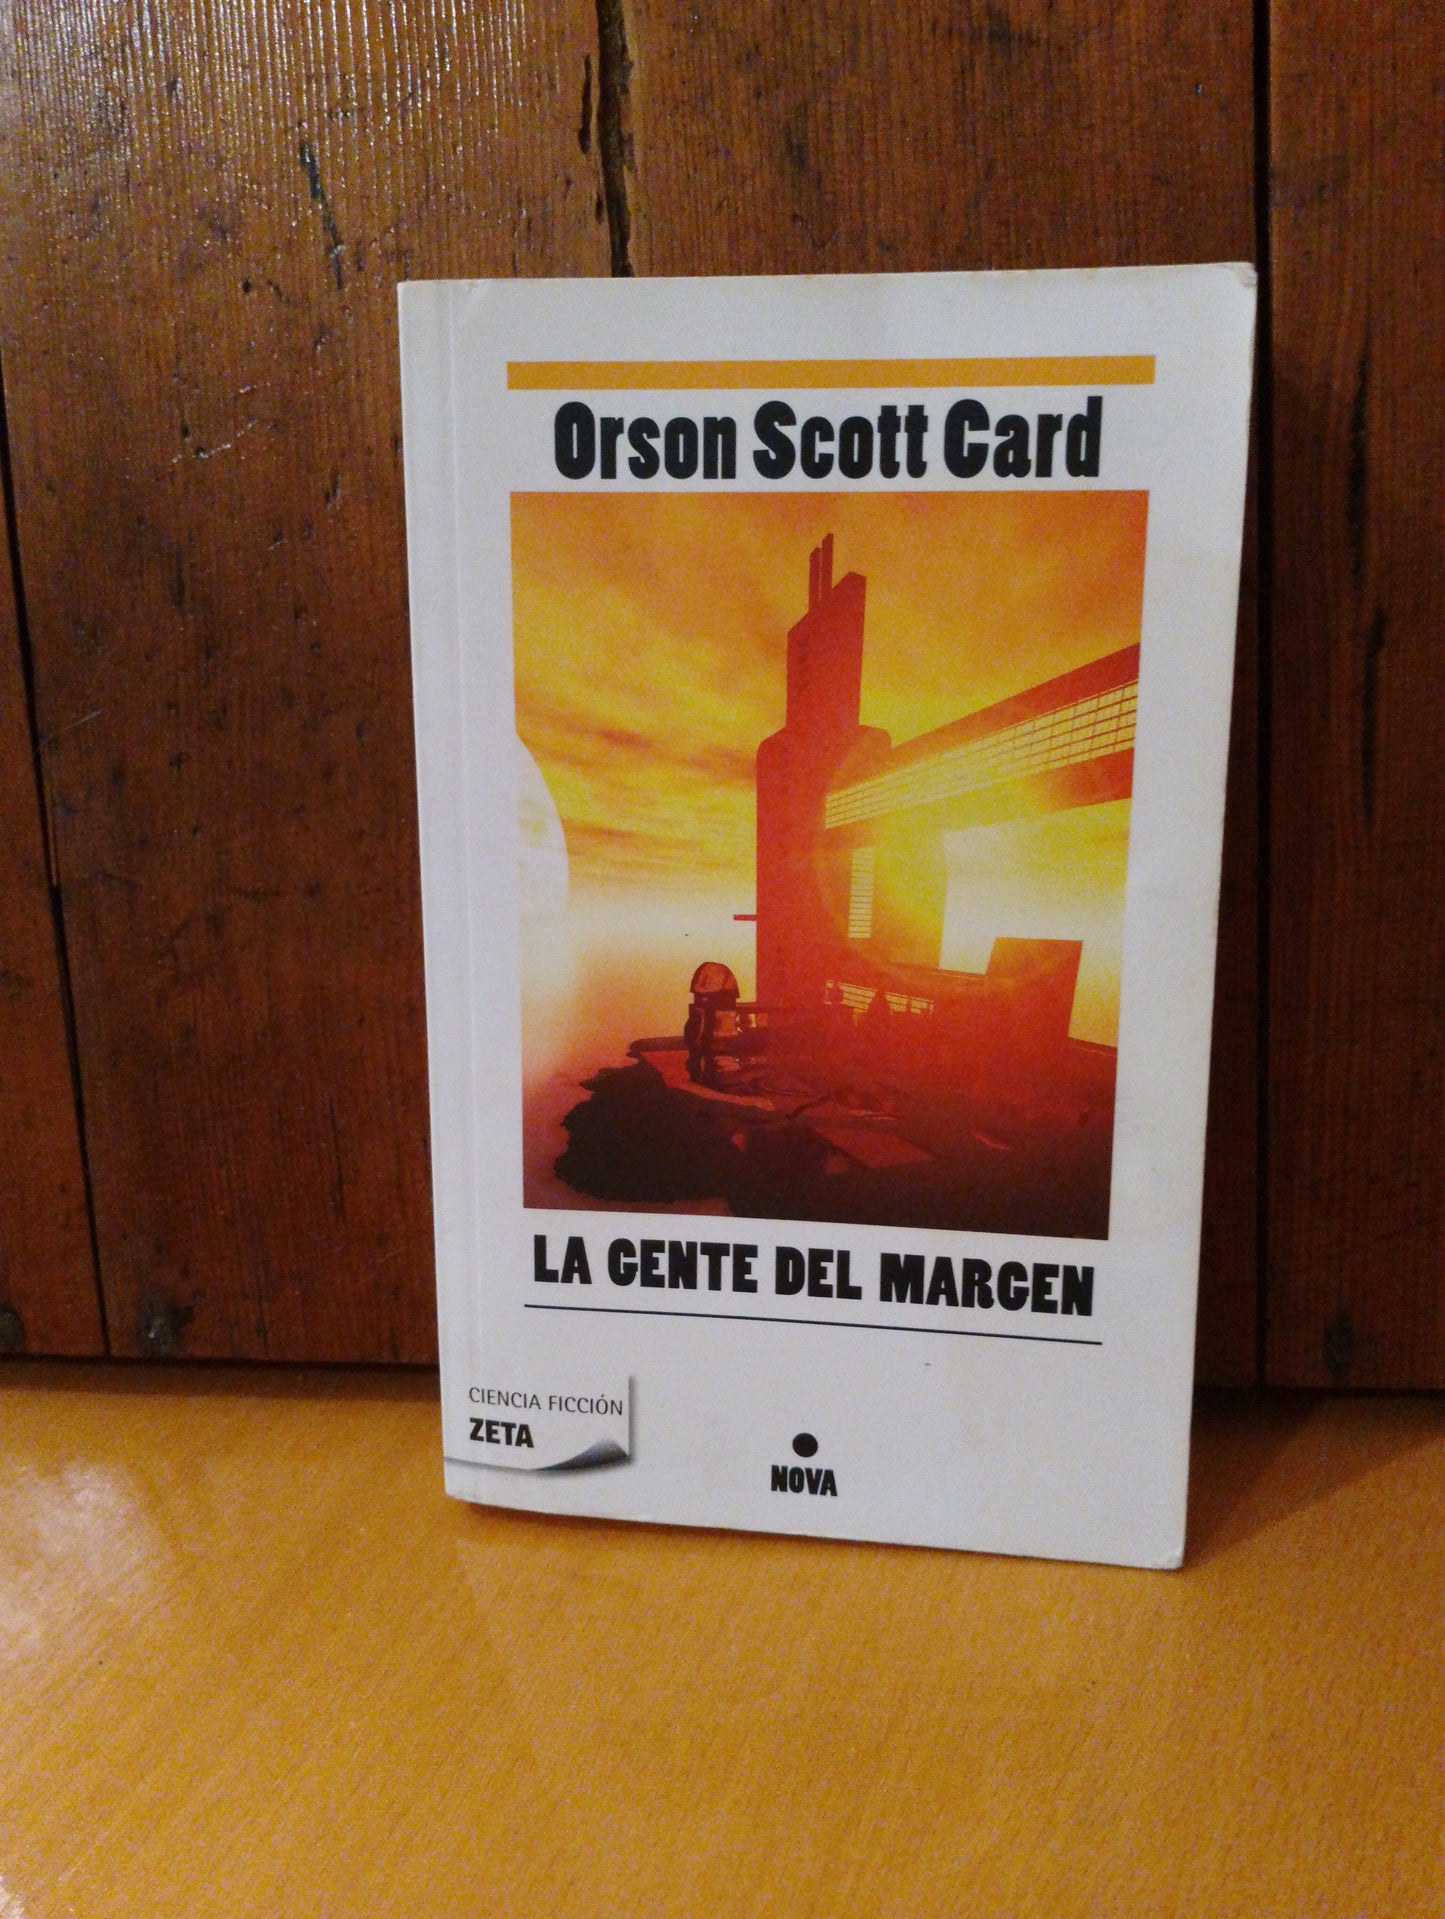 Orson Scott Card
LA GENTE DEL MARGEN
CIENCIA FICCIÓN
ZETA
NOVA